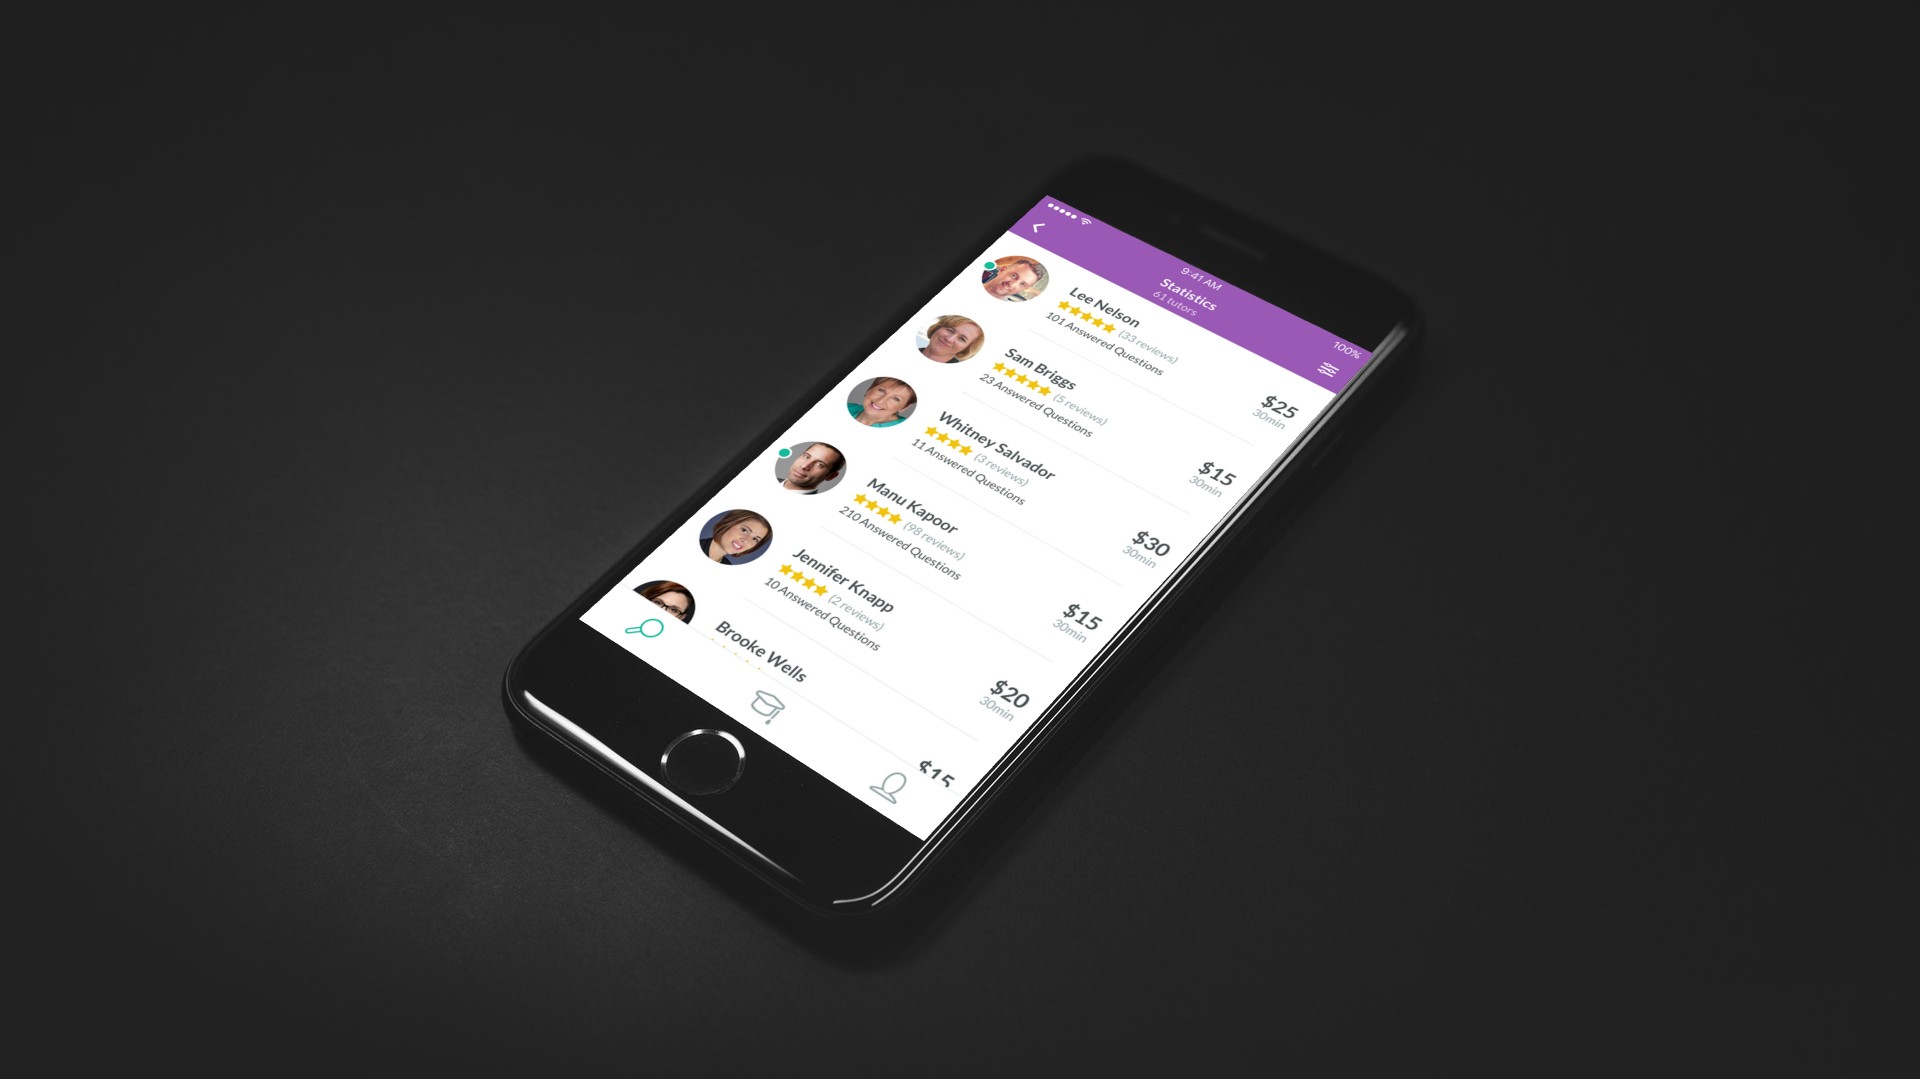 9:41 AM
100%
Statistics
61 tutors
Lee Nelson
(33 reviews)
101 Answered Questions
$25
30min
Sam Briggs
(5 reviews)
23 Answered Questions
$15
30min
Whitney Salvador
(3 reviews)
11 Answered Questions
$30
30min
Manu Kapoor
(98 reviews)
210 Answered Questions
$15
30min
Jennifer Knapp
(2 reviews)
10 Answered Questions
$20
30min
Brooke Wells
$15